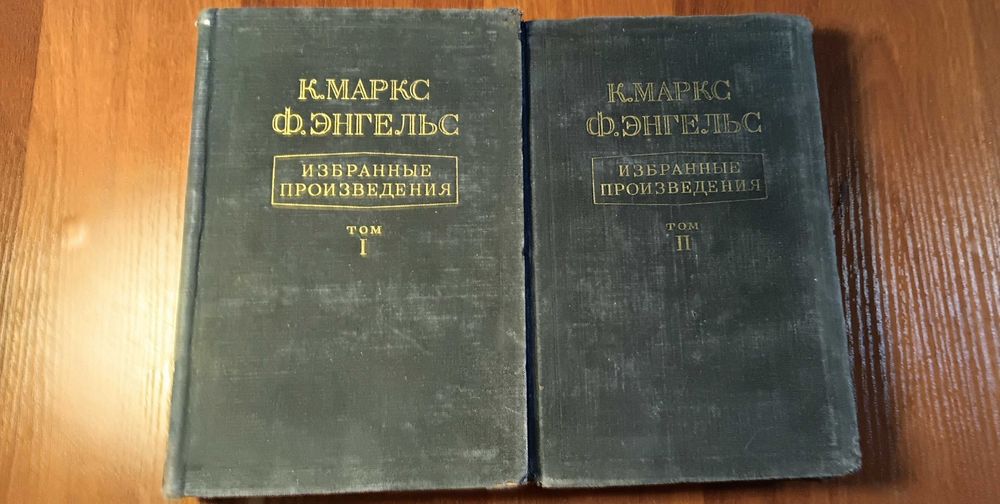 К. МАРКС
Ф. ЭНГЕЛЬС
ИЗБРАННЫЕ
ПРОИЗВЕДЕНИЯ
ТОМ
I
К. МАРКС
Ф. ЭНГЕЛЬС
ИЗБРАННЫЕ
ПРОИЗВЕДЕНИЯ
ТОМ
II